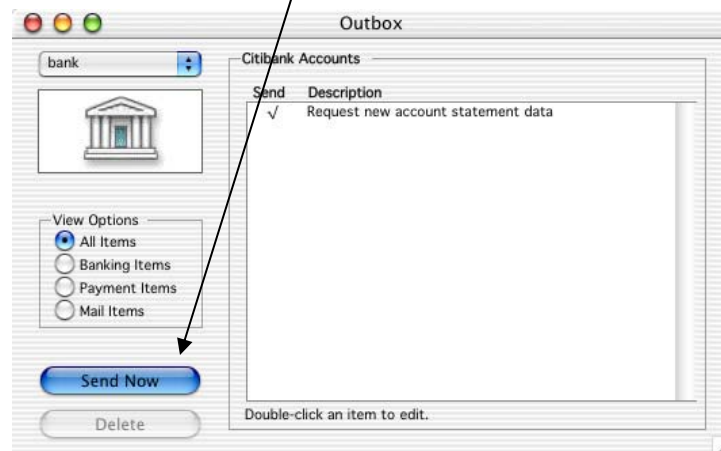 Outbox
bank
Citibank Accounts
Send Description
√ Request new account statement data
View Options
All Items
Banking Items
Payment Items
Mail Items
Send Now
Delete
Double-click an item to edit.